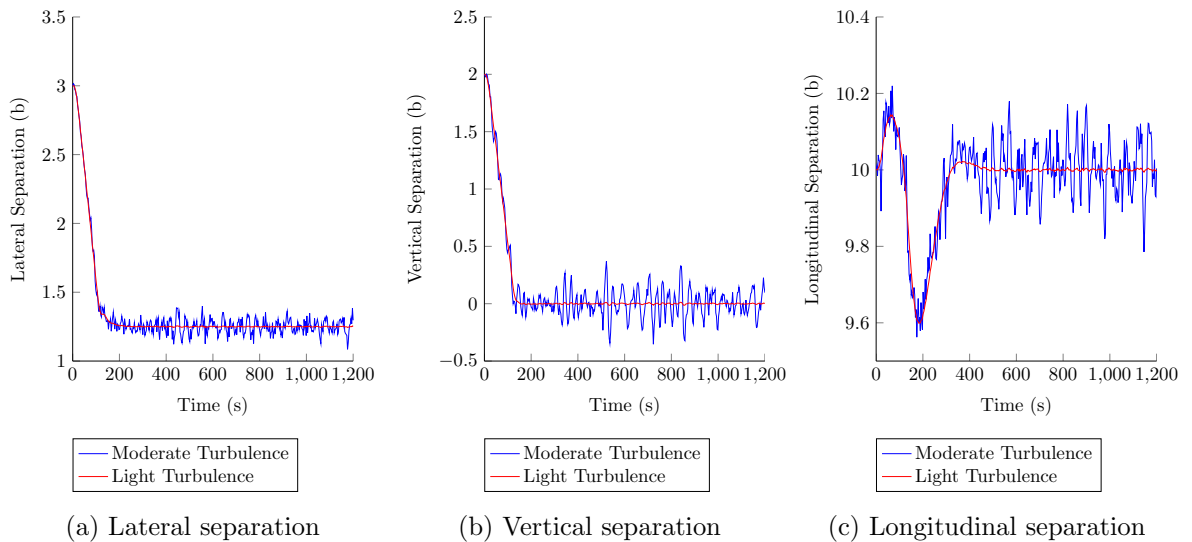 3.5
3
2.5
2
1.5
1
0 200 400 600 800 1,000 1,200
Lateral Separation (b)
Time (s)
Moderate Turbulence
Light Turbulence
(a) Lateral separation
2.5
2
1.5
1
0.5
0
−0.5
0 200 400 600 800 1,000 1,200
Vertical Separation (b)
Time (s)
Moderate Turbulence
Light Turbulence
(b) Vertical separation
10.4
10.2
10
9.8
9.6
0 200 400 600 800 1,000 1,200
Longitudinal Separation (b)
Time (s)
Moderate Turbulence
Light Turbulence
(c) Longitudinal separation